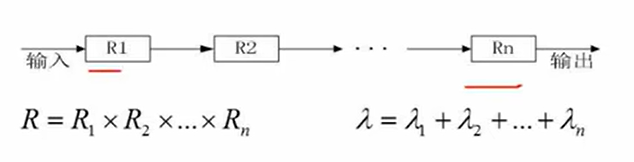 R1 R2 ··· Rn
输入 输出
R = R₁ × R₂ × ... × Rₙ λ = λ₁ + λ₂ + ... + λₙ